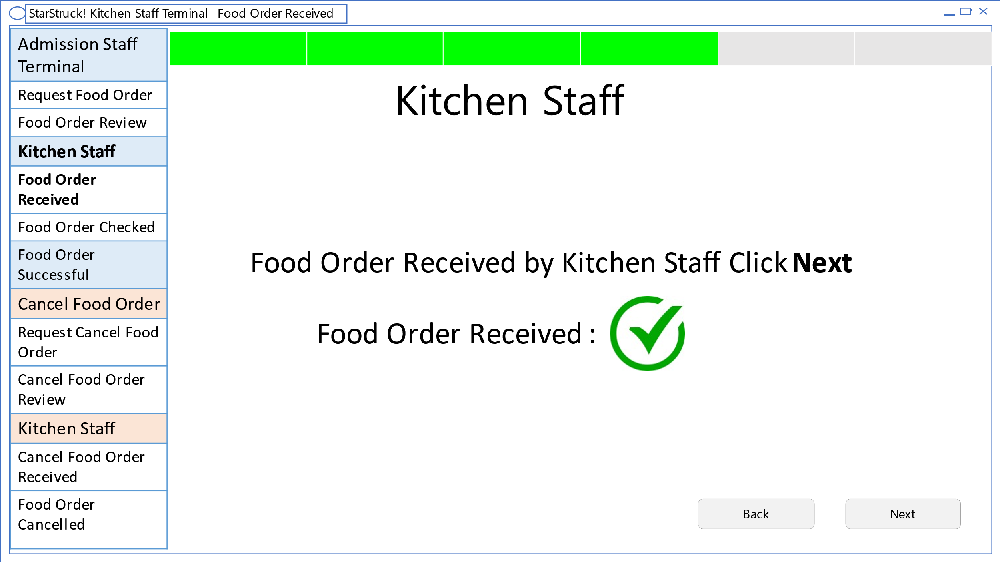 StarStruck! Kitchen Staff Terminal - Food Order Received
Admission Staff
Terminal
Request Food Order
Food Order Review
Kitchen Staff
Food Order
Received
Food Order Checked
Food Order
Successful
Cancel Food Order
Request Cancel Food
Order
Cancel Food Order
Review
Kitchen Staff
Cancel Food Order
Received
Food Order
Cancelled
Kitchen Staff
Food Order Received by Kitchen Staff Click Next
Food Order Received :
Back
Next